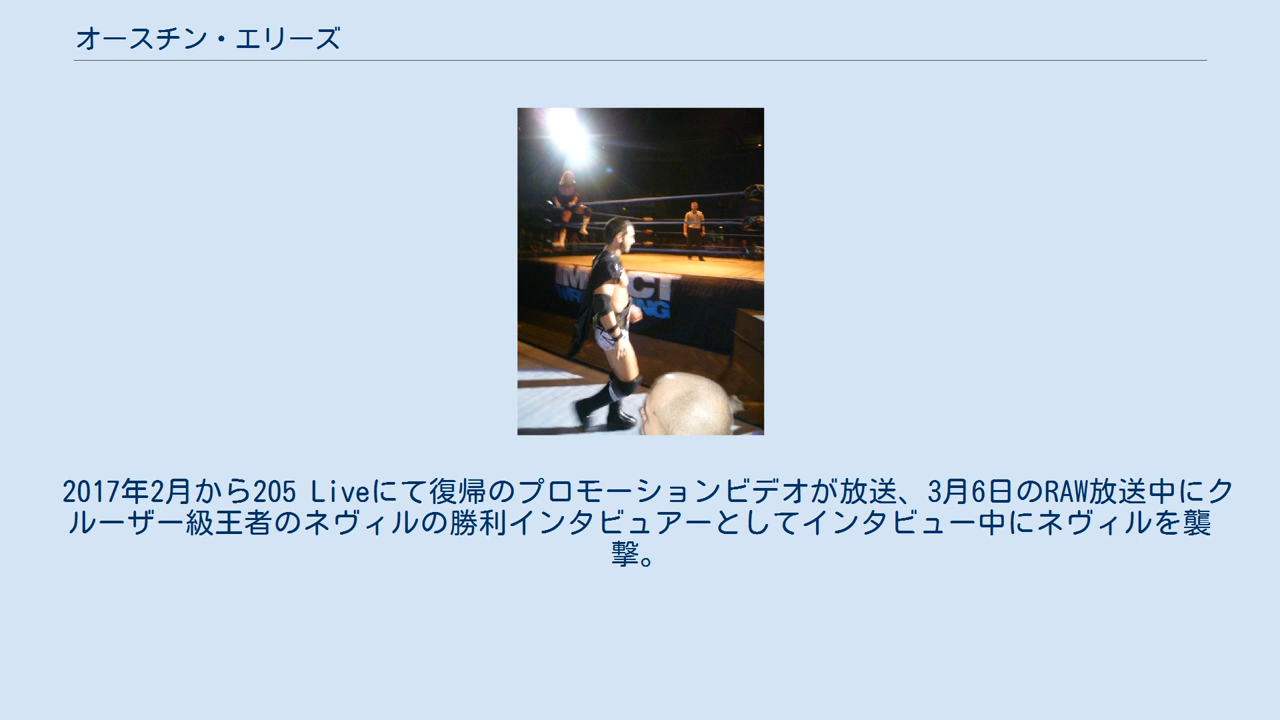 オースチン・エリーズ
IMPACT
WRESTLING
2017年2月から205 Liveにて復帰のプロモーションビデオが放送、3月6日のRAW放送中にク
ルーザー級王者のネヴィルの勝利インタビュアーとしてインタビュー中にネヴィルを襲
撃。